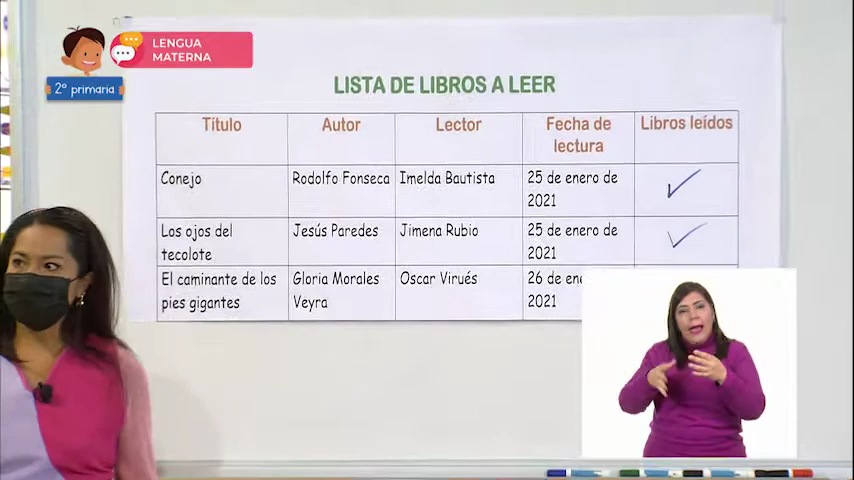 LENGUA
MATERNA
2° primaria
LISTA DE LIBROS A LEER
Título Autor Lector Fecha de lectura Libros leídos
Conejo Rodolfo Fonseca Imelda Bautista 25 de enero de 2021
Los ojos del tecolote Jesús Paredes Jimena Rubio 25 de enero de 2021
El caminante de los pies gigantes Gloria Morales Veyra Oscar Virués 26 de 2021